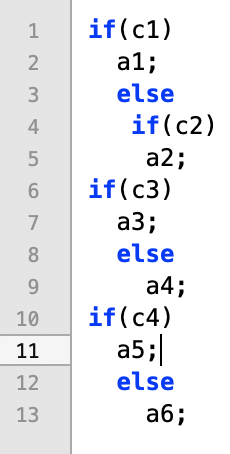 1 if(c1)
2   a1;
3   else
4    if(c2)
5     a2;
6 if(c3)
7   a3;
8   else
9     a4;
10 if(c4)
11   a5;
12   else
13     a6;